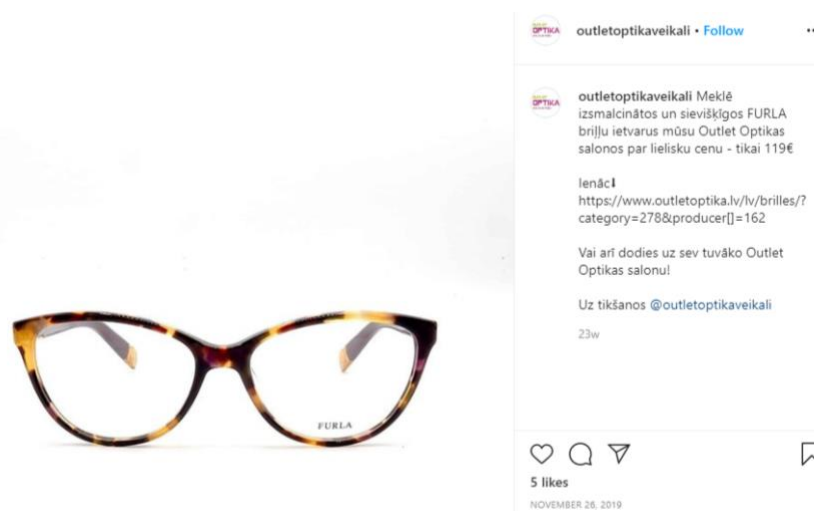 outletoptikaveikali • Follow
outletoptikaveikali Meklē
izsmalcinātos un sievišķīgos FURLA
briļļu ietvarus mūsu Outlet Optikas
salonos par lielisku cenu - tikai 119€
Ienāc⬇
https://www.outletoptika.lv/lv/brilles/?
category=278&producer[]=162
Vai arī dodies uz sev tuvāko Outlet
Optikas salonu!
Uz tikšanos @outletoptikaveikali
23w
FURLA
5 likes
NOVEMBER 26, 2019
OPTIKA
OPTIKA